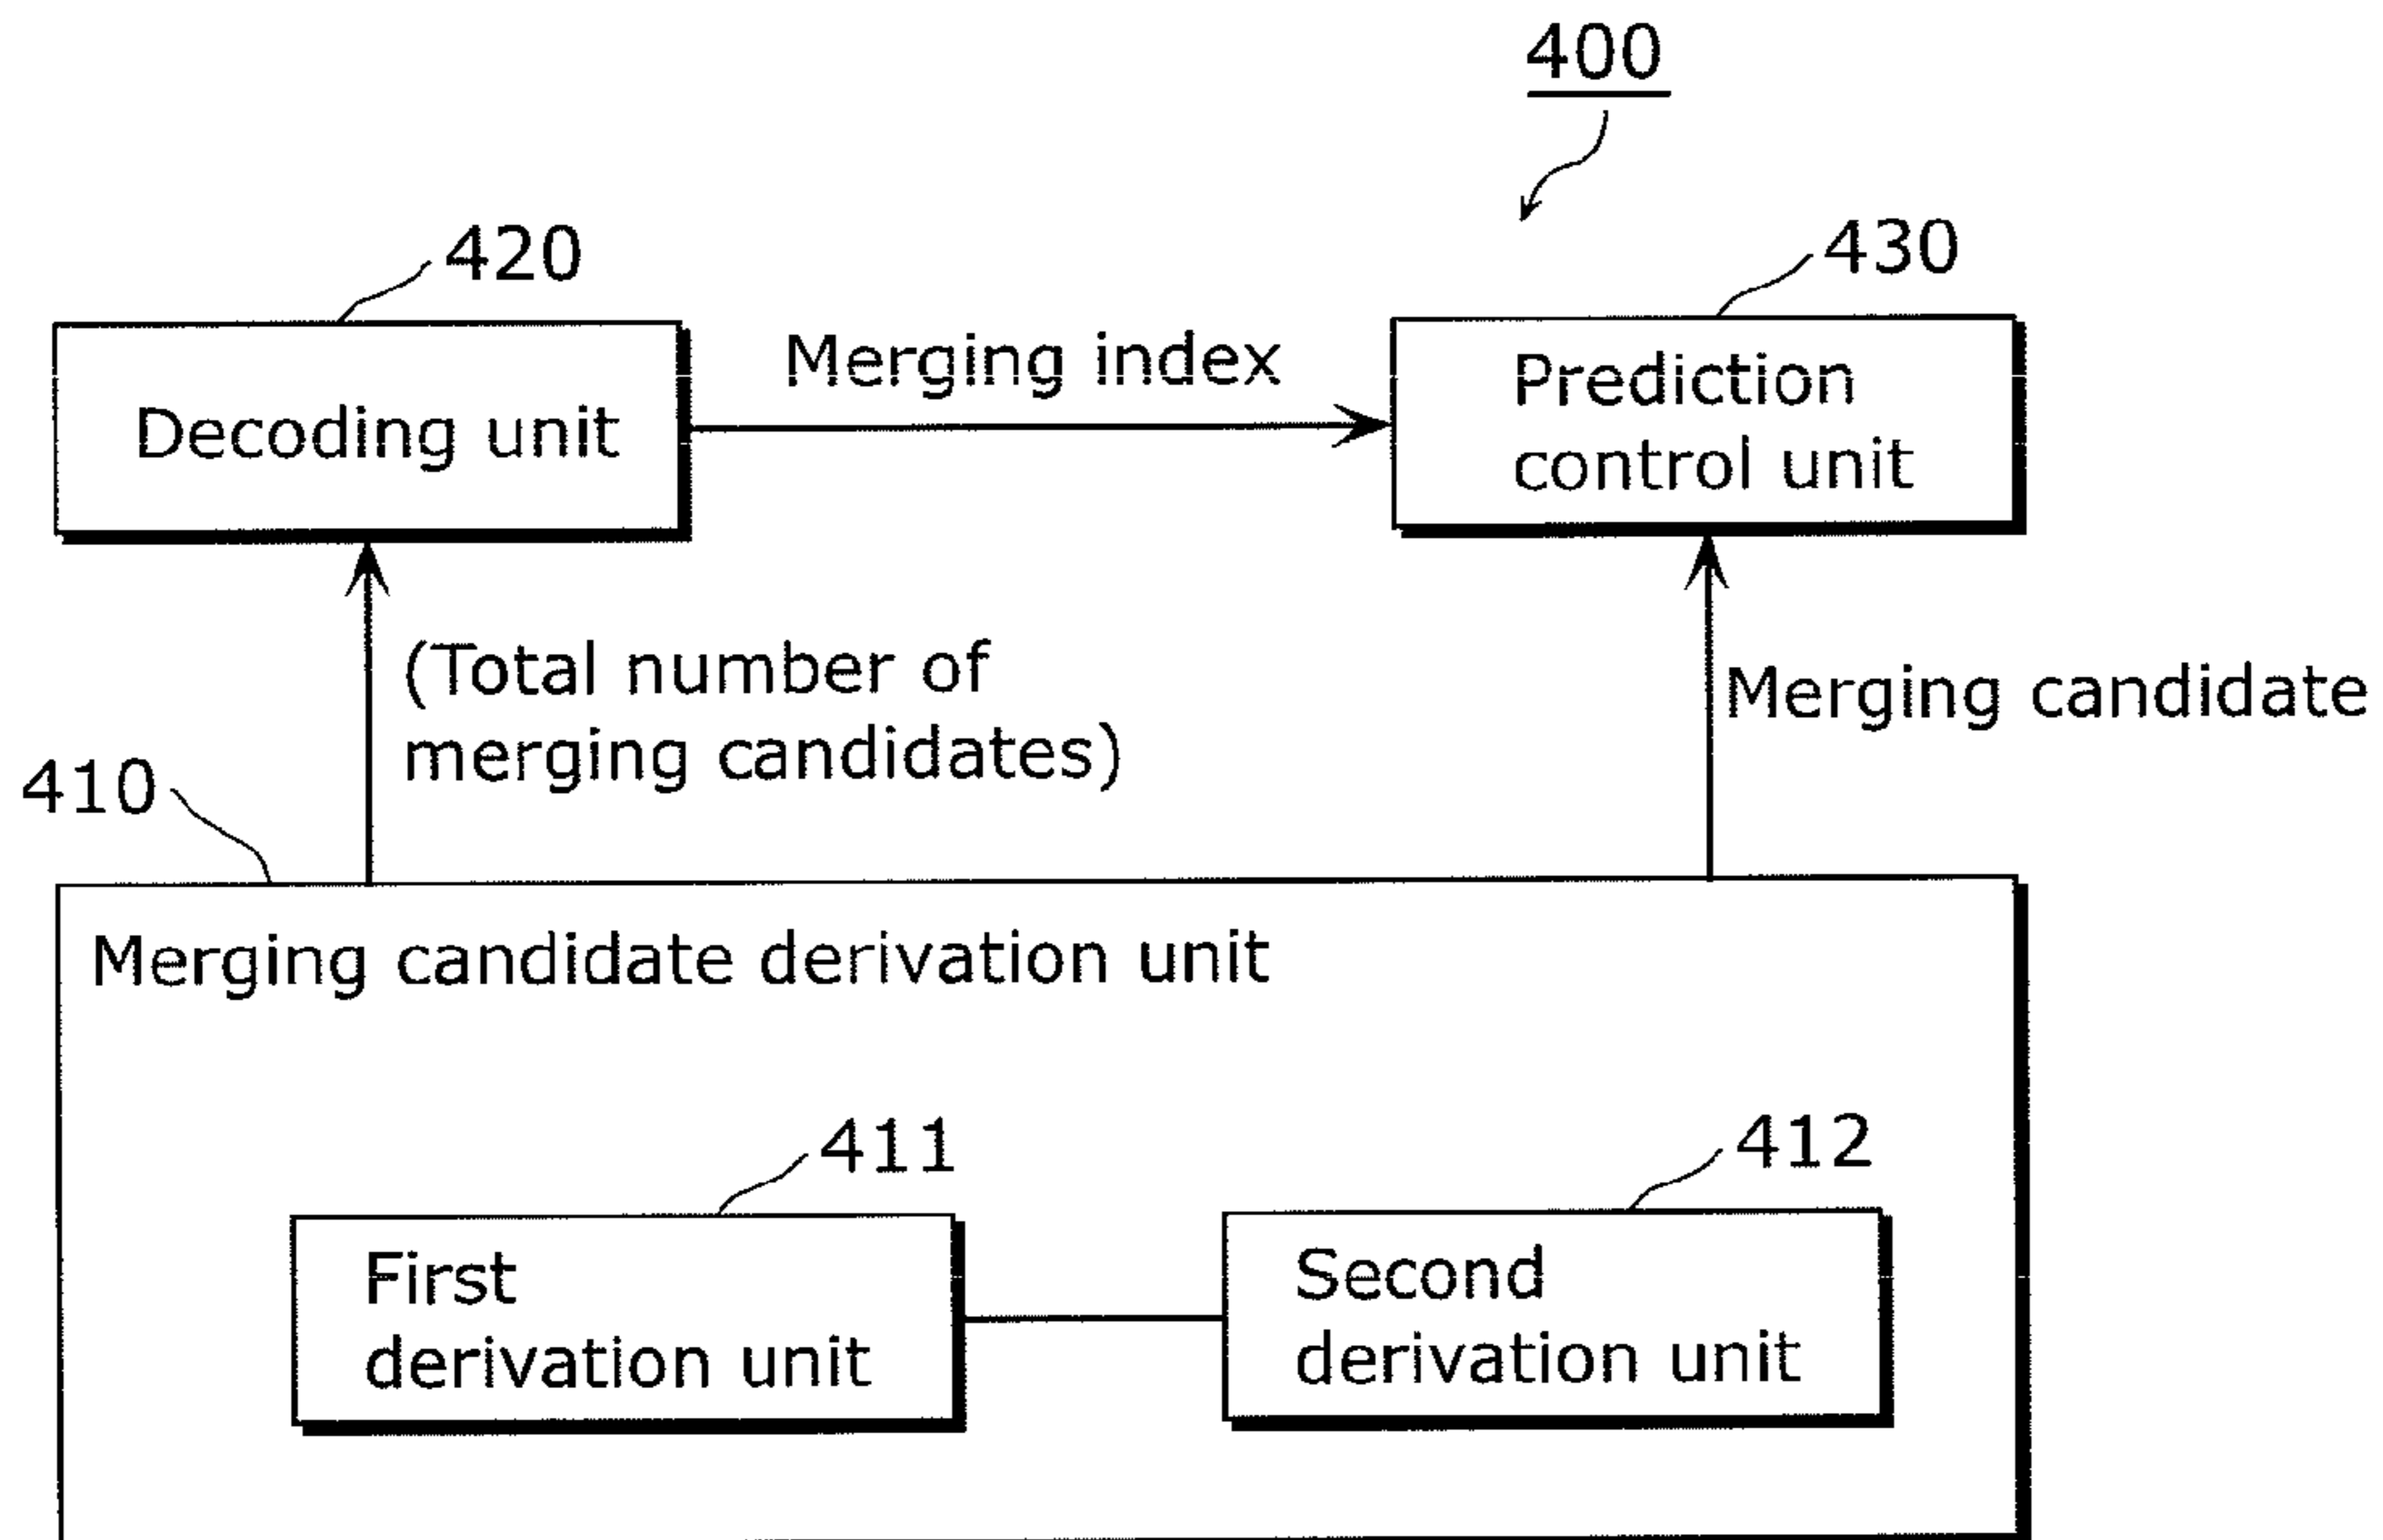 400
420
430
Decoding unit
Merging index
Prediction
control unit
(Total number of
merging candidates)
Merging candidate
410
Merging candidate derivation unit
411
412
First
derivation unit
Second
derivation unit